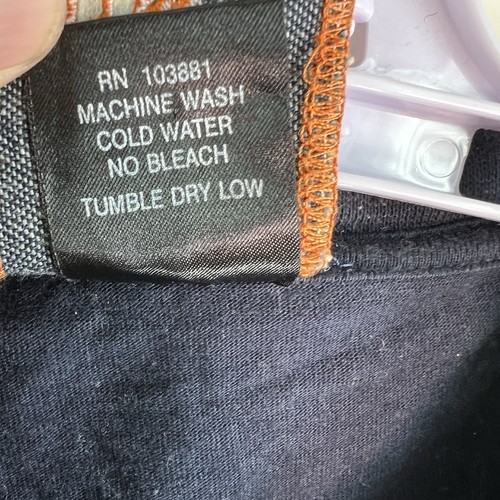 RN 103881
MACHINE WASH
COLD WATER
NO BLEACH
TUMBLE DRY LOW